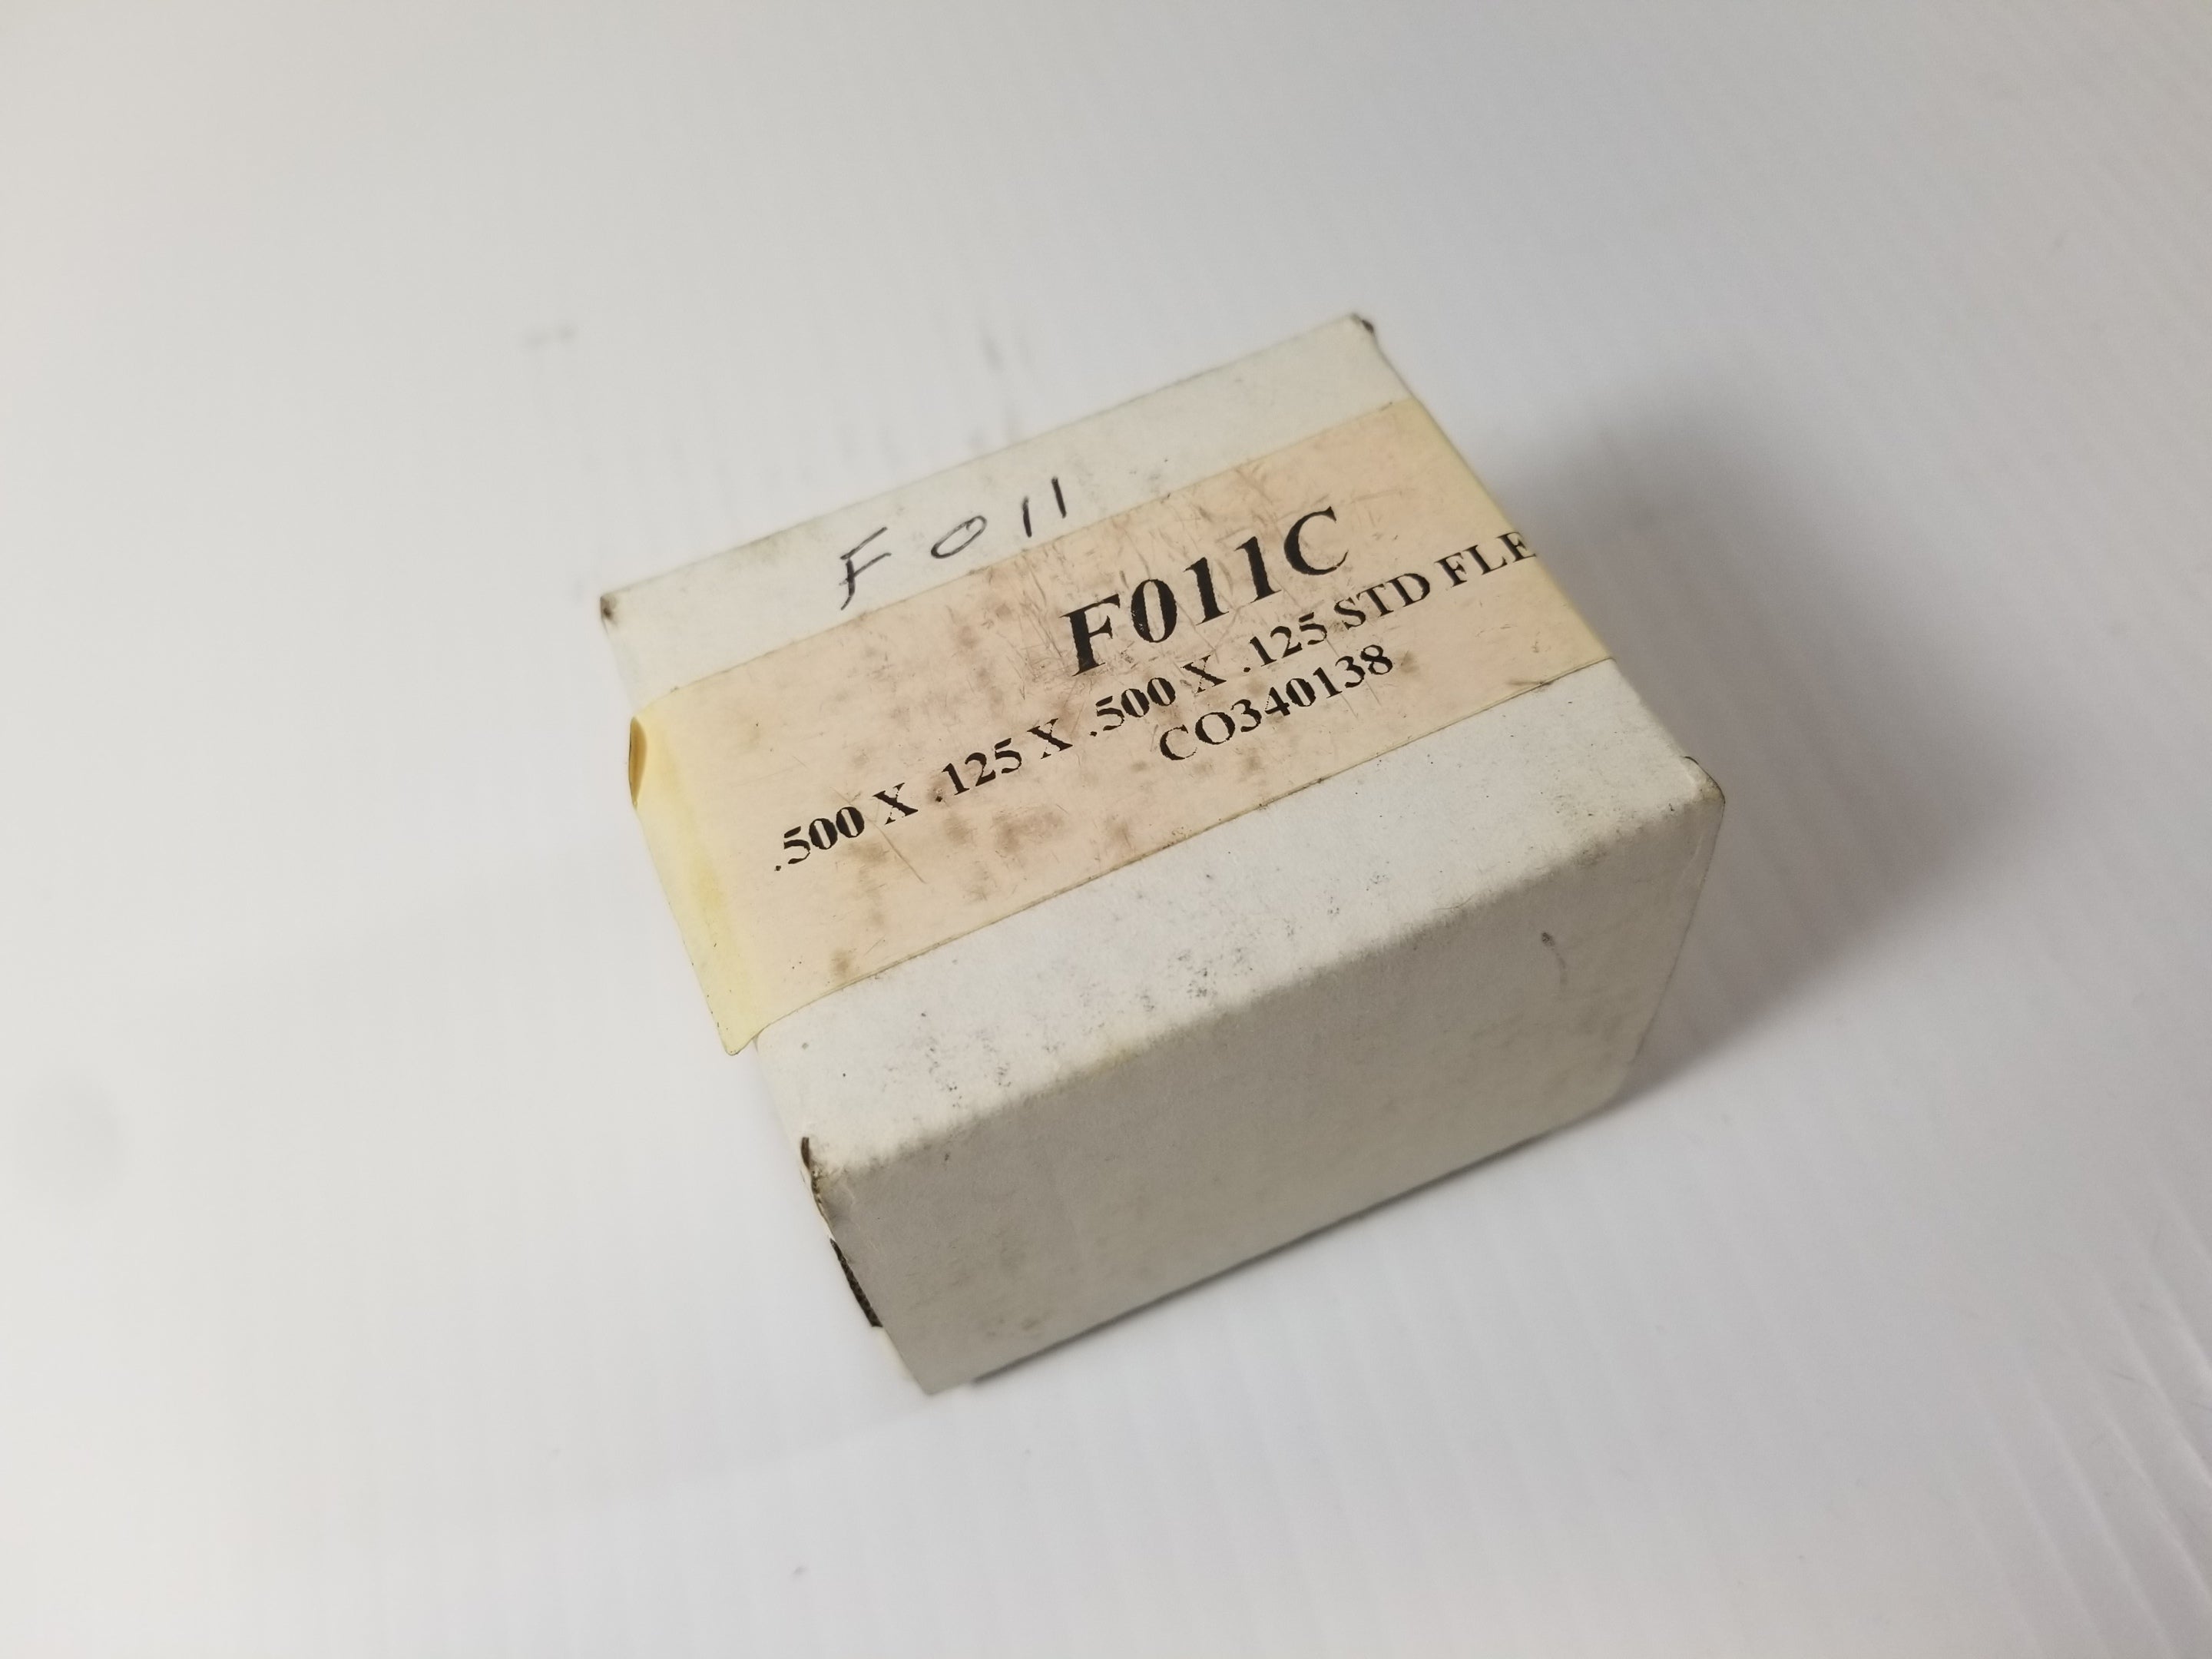 F011
F011C
.500 X .125 X .500 X .125 STD FLE
CO340138